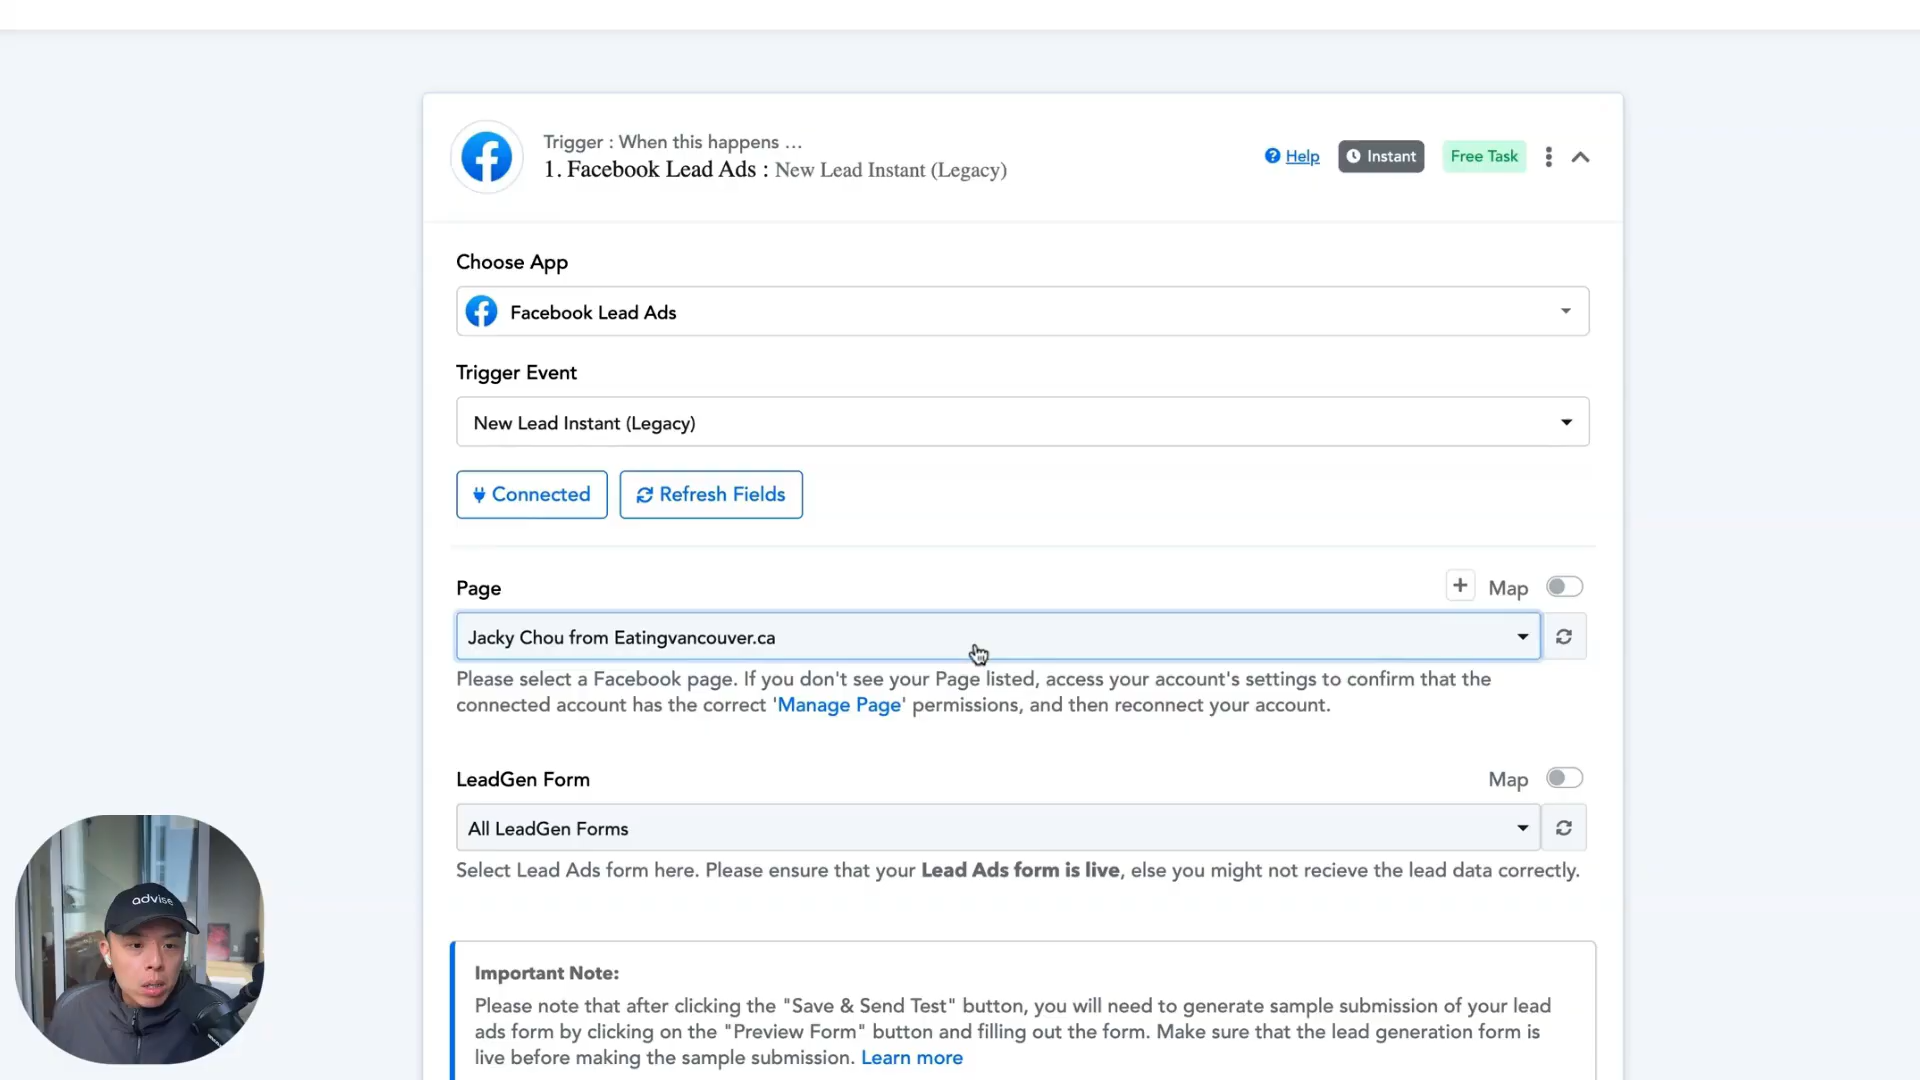 Trigger : When this happens ...
1. Facebook Lead Ads : New Lead Instant (Legacy)
Help
Instant
Free Task
Choose App
Facebook Lead Ads
Trigger Event
New Lead Instant (Legacy)
Connected
Refresh Fields
Page
Map
Jacky Chou from Eatingvancouver.ca
Please select a Facebook page. If you don't see your Page listed, access your account's settings to confirm that the
connected account has the correct 'Manage Page' permissions, and then reconnect your account.
LeadGen Form
Map
All LeadGen Forms
Select Lead Ads form here. Please ensure that your Lead Ads form is live, else you might not recieve the lead data correctly.
advise
Important Note:
Please note that after clicking the "Save & Send Test" button, you will need to generate sample submission of your lead
ads form by clicking on the "Preview Form" button and filling out the form. Make sure that the lead generation form is
live before making the sample submission. Learn more